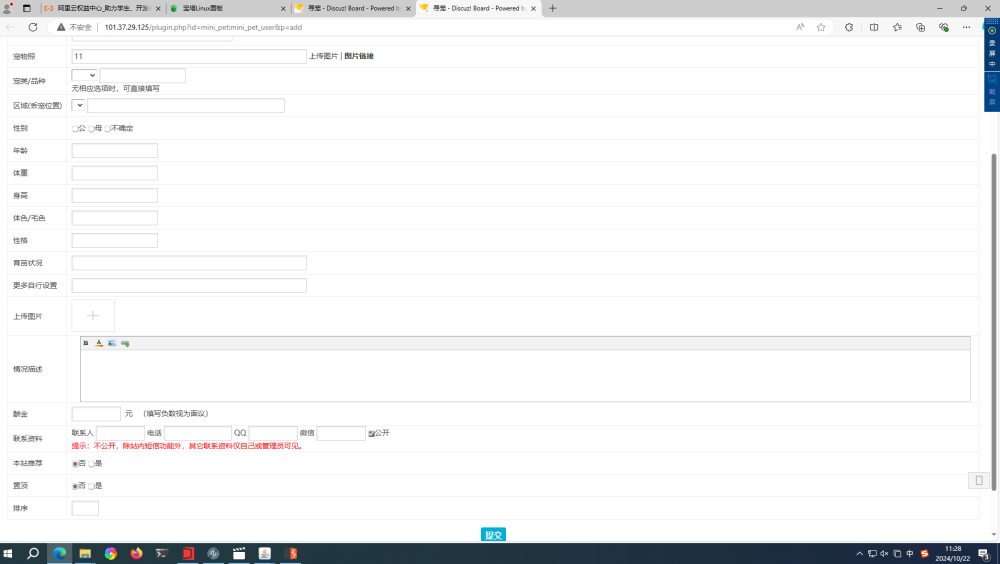 阿里云权益中心_助力学生、开发
宝塔Linux面板
寻宠 - Discuz! Board - Powered by
寻宠 - Discuz! Board - Powered by
不安全 101.37.29.125/plugin.php?id=mini_pet:mini_pet_user&p=add
录屏中
宠物照 11 上传图片 | 图片链接
宠类/品种
无相应选项时，可直接填写
区域(丢宠位置)
性别 公 母 不确定
年龄
体重
身高
体色/毛色
性格
育苗状况
更多自行设置
上传图片
B A
情况描述
酬金 元 （填写负数视为面议）
联系资料 联系人 电话 QQ 微信 公开
提示：不公开，除站内短信功能外，其它联系资料仅自己或管理员可见。
本站推荐 否 是
置顶 否 是
排序
提交
中
11:28
2024/10/22
3